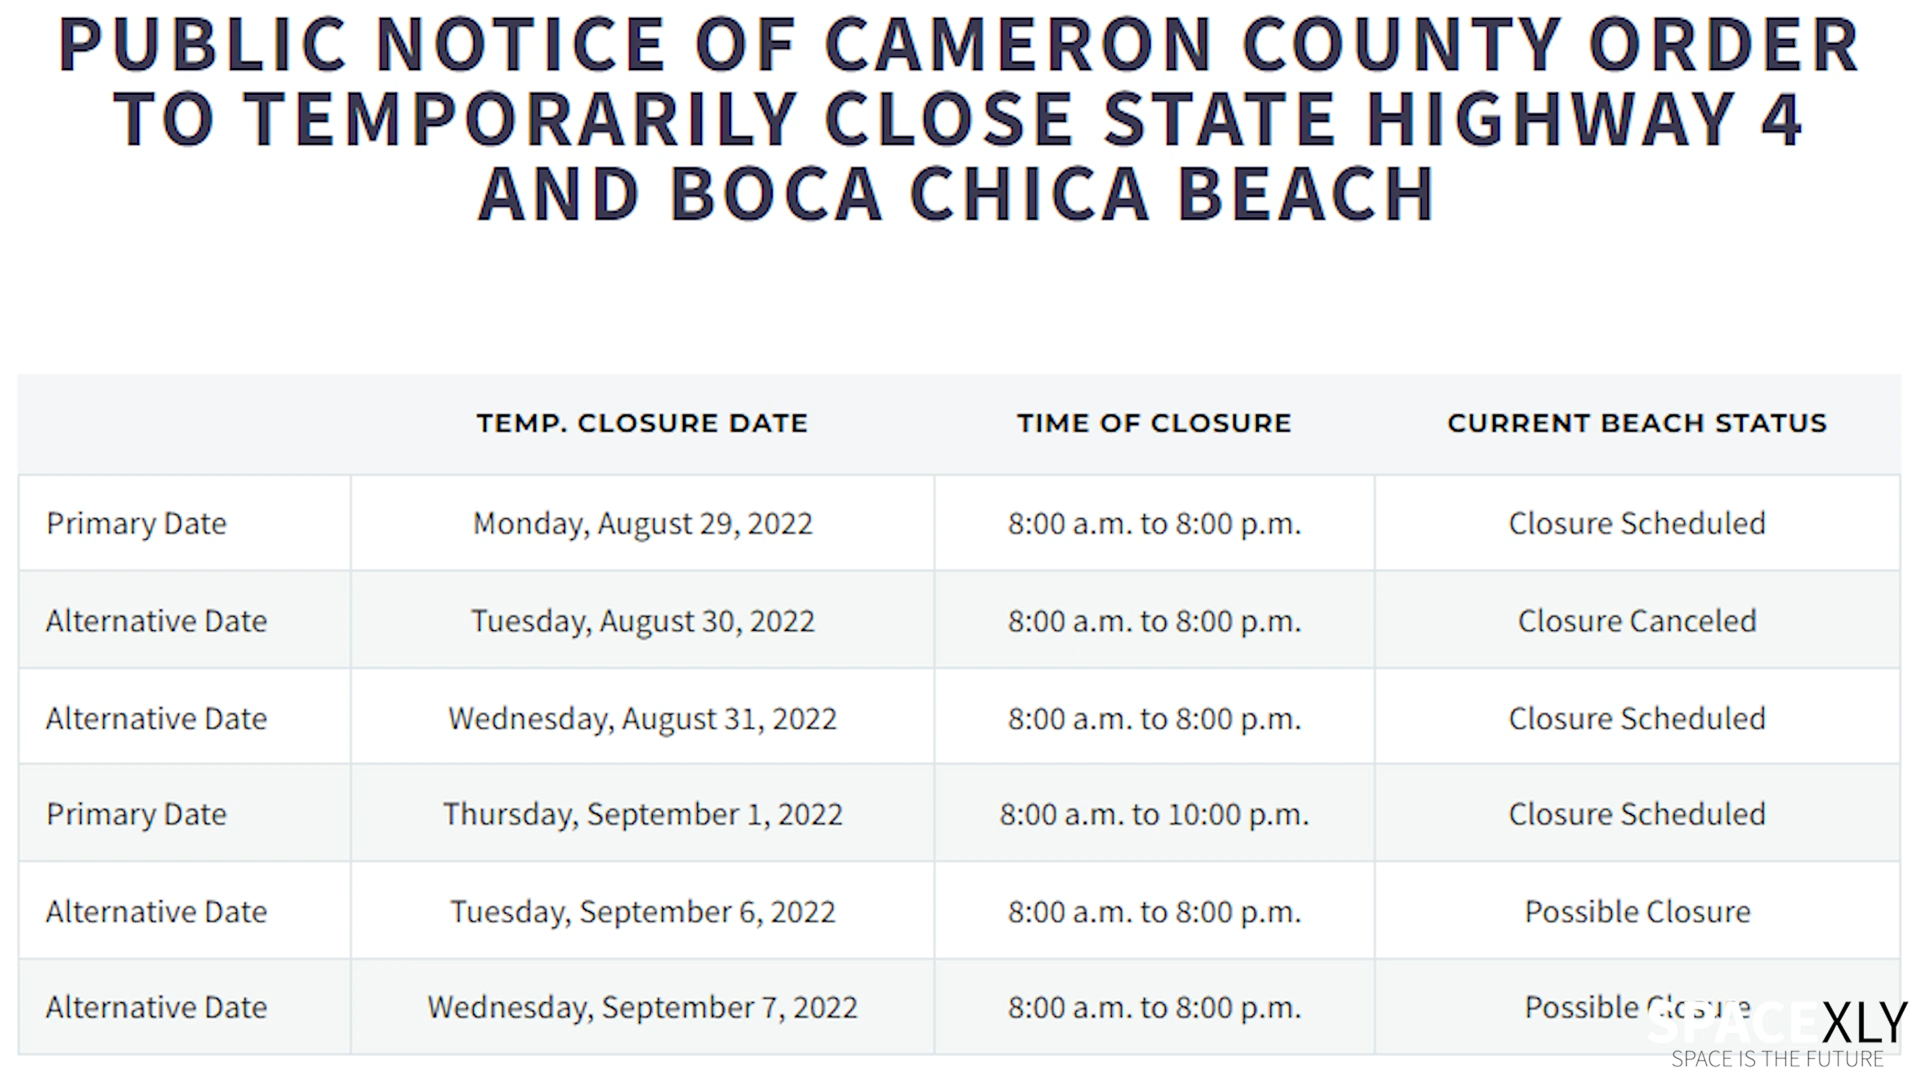 PUBLIC NOTICE OF CAMERON COUNTY ORDER
TO TEMPORARILY CLOSE STATE HIGHWAY 4
AND BOCA CHICA BEACH
TEMP. CLOSURE DATE TIME OF CLOSURE CURRENT BEACH STATUS
Primary Date Monday, August 29, 2022 8:00 a.m. to 8:00 p.m. Closure Scheduled
Alternative Date Tuesday, August 30, 2022 8:00 a.m. to 8:00 p.m. Closure Canceled
Alternative Date Wednesday, August 31, 2022 8:00 a.m. to 8:00 p.m. Closure Scheduled
Primary Date Thursday, September 1, 2022 8:00 a.m. to 10:00 p.m. Closure Scheduled
Alternative Date Tuesday, September 6, 2022 8:00 a.m. to 8:00 p.m. Possible Closure
Alternative Date Wednesday, September 7, 2022 8:00 a.m. to 8:00 p.m. Possible Closure
SPACEXLY
SPACE IS THE FUTURE